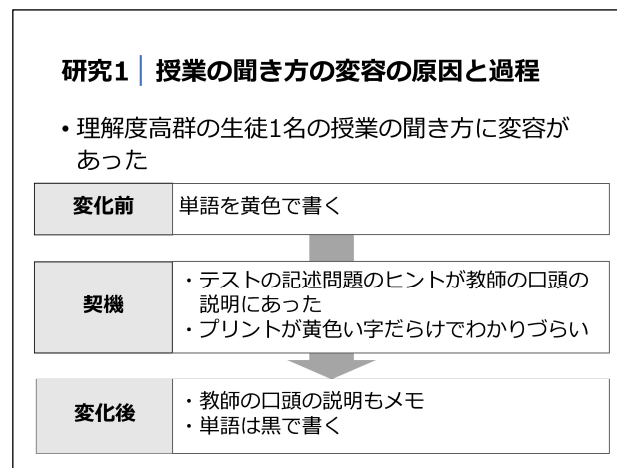 研究1｜授業の聞き方の変容の原因と過程
• 理解度高群の生徒1名の授業の聞き方に変容が
あった
変化前
単語を黄色で書く
契機
・テストの記述問題のヒントが教師の口頭の
説明にあった
・プリントが黄色い字だらけでわかりづらい
変化後
・教師の口頭の説明もメモ
・単語は黒で書く